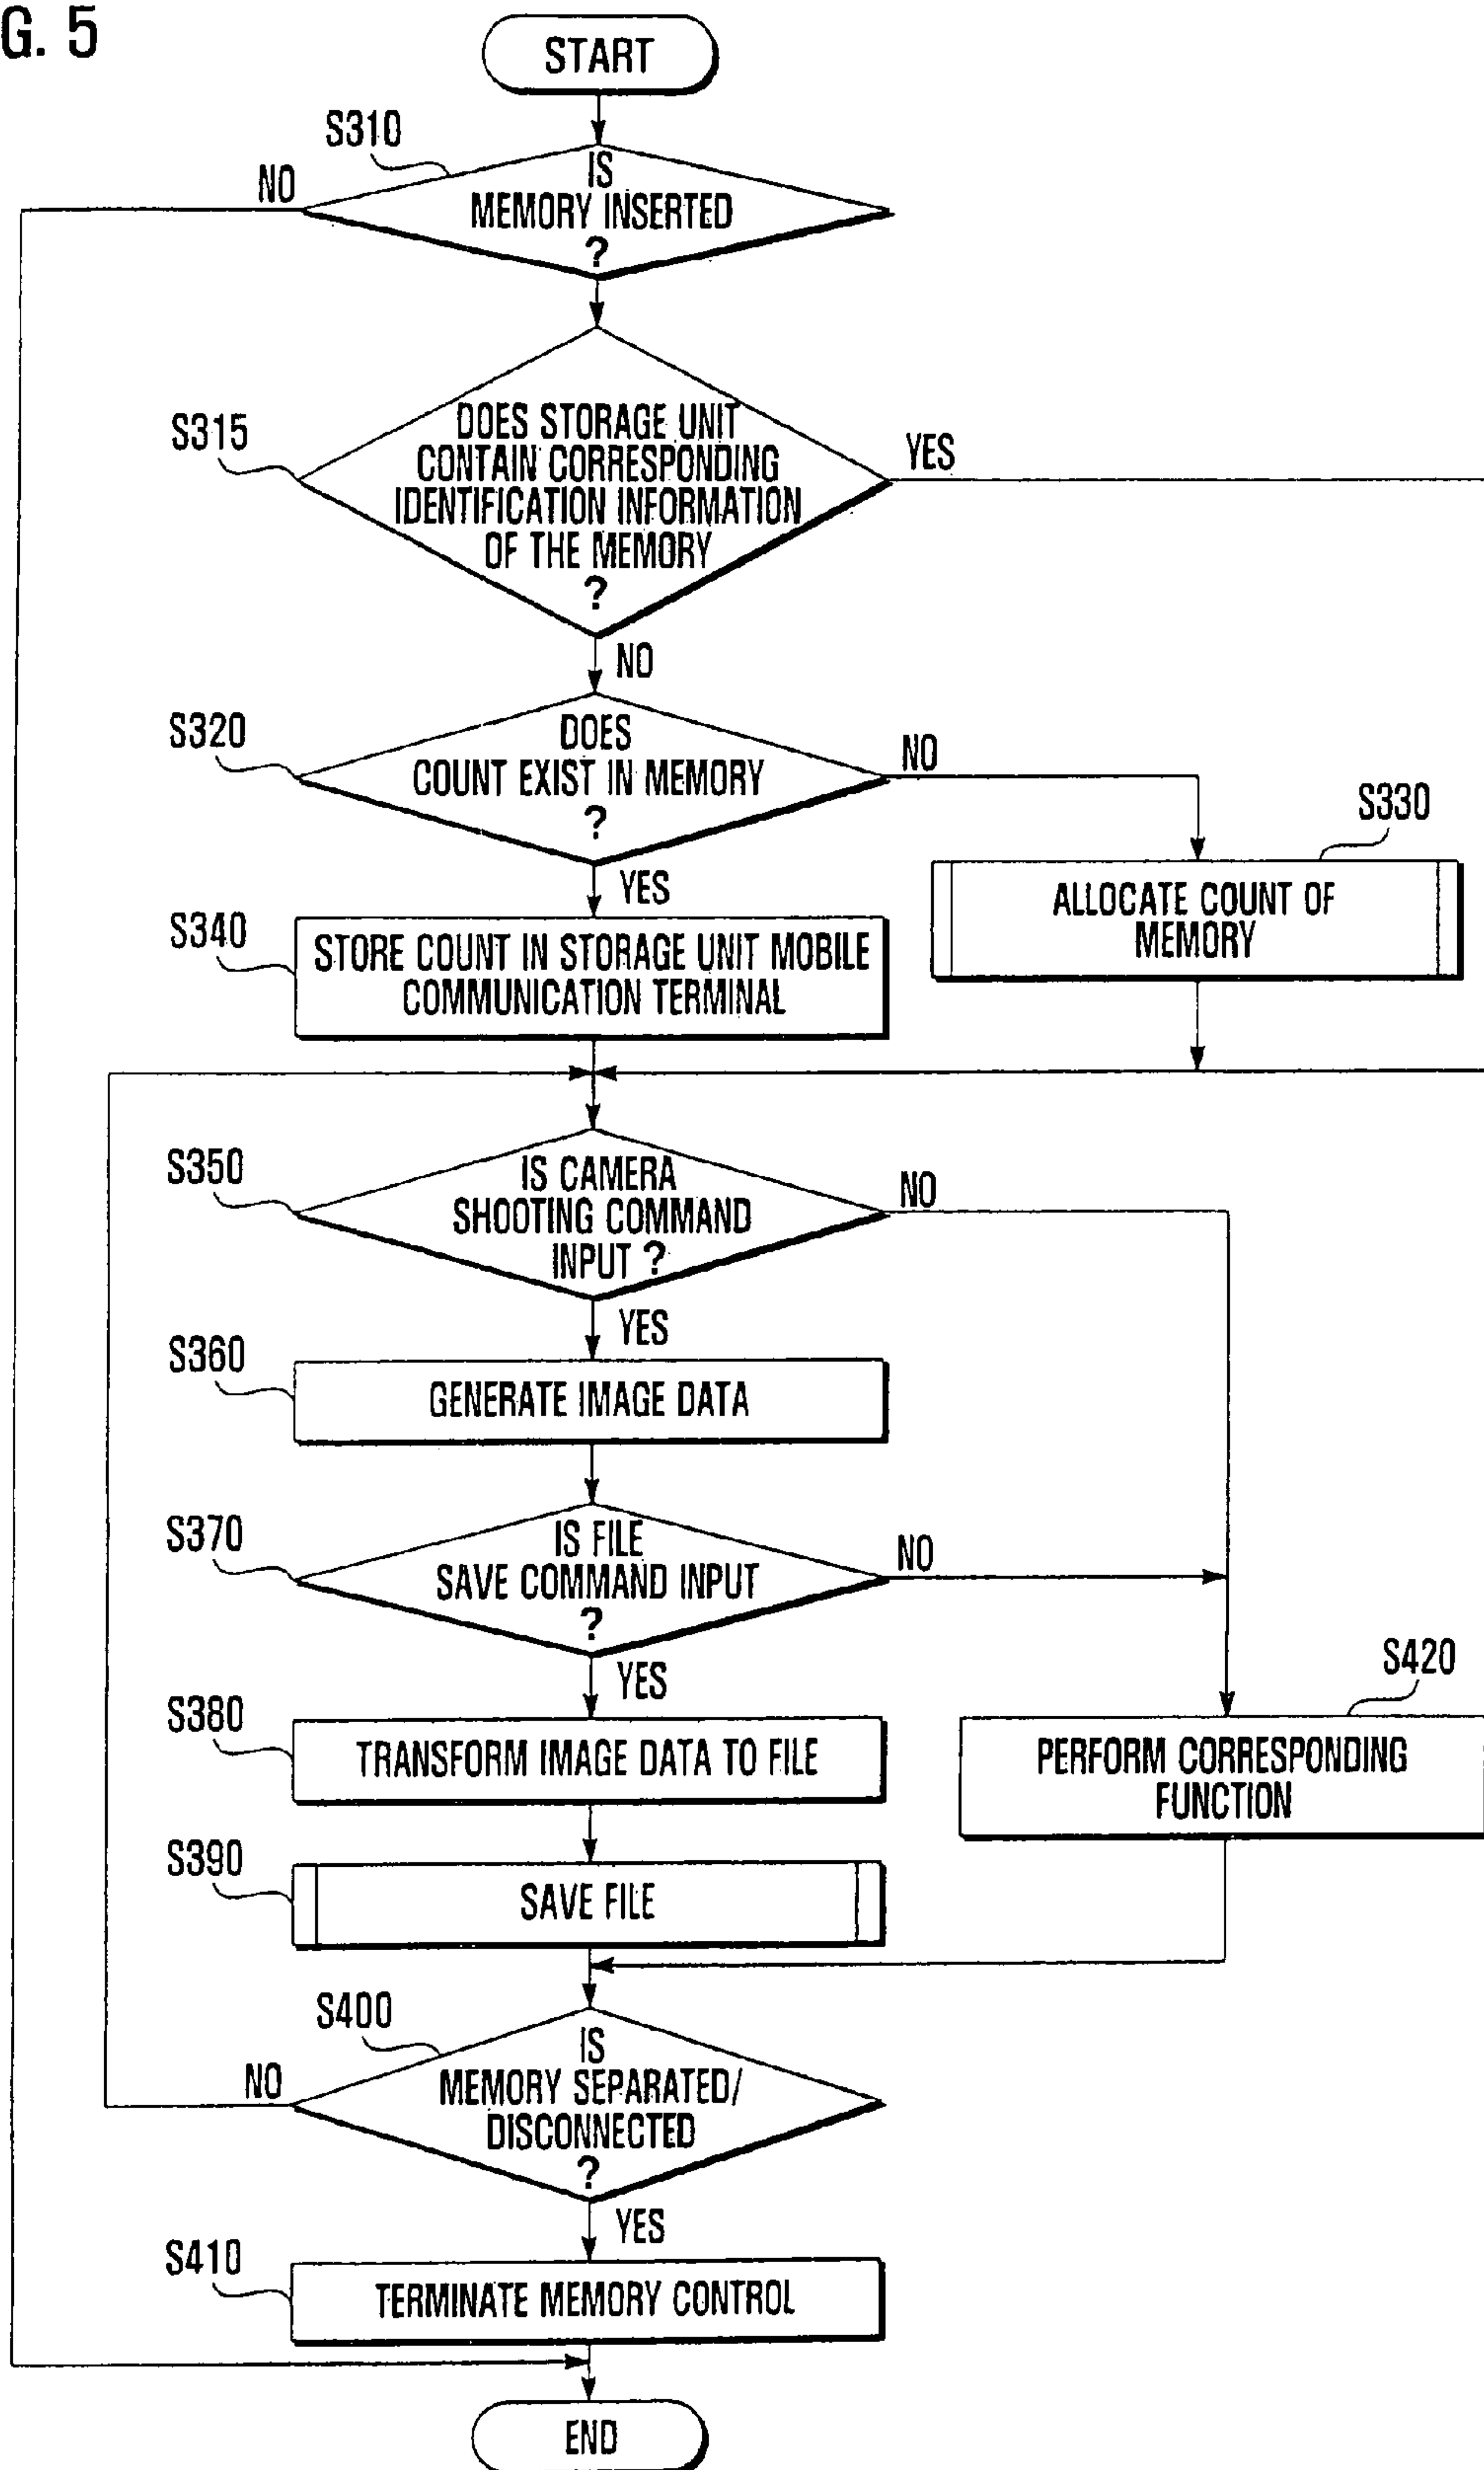 G. 5
START
S310
NO
IS
MEMORY INSERTED
?
S315
DOES STORAGE UNIT
CONTAIN CORRESPONDING
IDENTIFICATION INFORMATION
OF THE MEMORY
?
YES
NO
S320
DOES
COUNT EXIST IN MEMORY
?
NO
S330
ALLOCATE COUNT OF
MEMORY
YES
S340
STORE COUNT IN STORAGE UNIT MOBILE
COMMUNICATION TERMINAL
S350
IS CAMERA
SHOOTING COMMAND
INPUT ?
NO
YES
S360
GENERATE IMAGE DATA
S370
IS FILE
SAVE COMMAND INPUT
?
NO
YES
S380
TRANSFORM IMAGE DATA TO FILE
S420
PERFORM CORRESPONDING
FUNCTION
S390
SAVE FILE
S400
NO
IS
MEMORY SEPARATED/
DISCONNECTED
?
YES
S410
TERMINATE MEMORY CONTROL
END